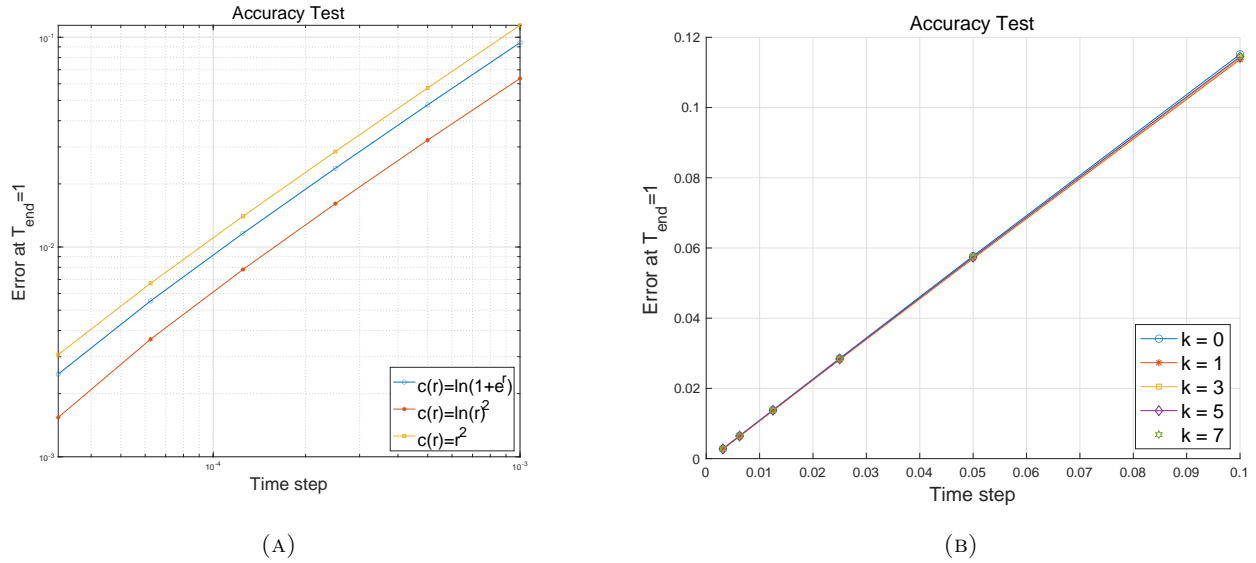 Accuracy Test
10^-1
10^-2
10^-3
10^-4
10^-3
Error at T_end=1
Time step
c(r)=ln(1+e^r)
c(r)=ln(r)^2
c(r)=r^2
(A)
Accuracy Test
0.12
0.1
0.08
0.06
0.04
0.02
0
0 0.01 0.02 0.03 0.04 0.05 0.06 0.07 0.08 0.09 0.1
Error at T_end=1
Time step
k = 0
k = 1
k = 3
k = 5
k = 7
(B)